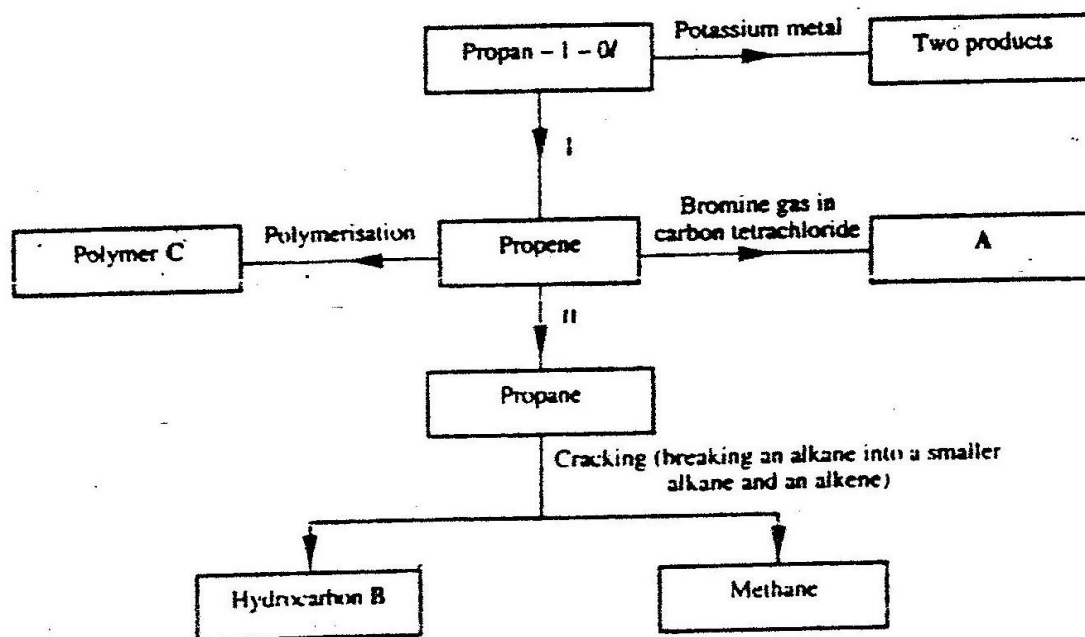 Potassium metal
Propan – 1 – 0l
Two products
I
Bromine gas in
carbon tetrachloride
Polymer C
Polymerisation
Propene
A
II
Propane
Cracking (breaking an alkane into a smaller
alkane and an alkene)
Hydrocarbon B
Methane